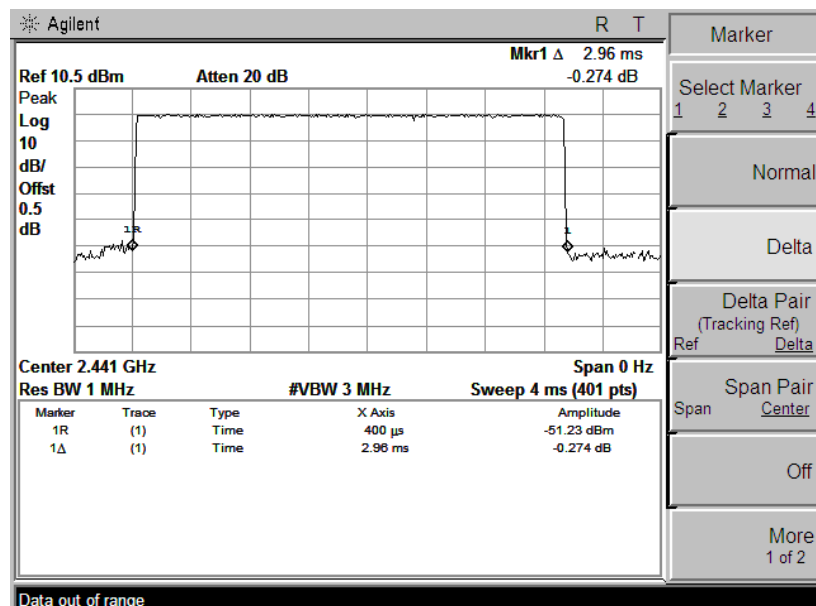 Agilent R T
Mkr1 Δ 2.96 ms
Ref 10.5 dBm Atten 20 dB -0.274 dB
Peak
Log
10
dB/
Offst
0.5
dB
1R
1
Center 2.441 GHz Span 0 Hz
Res BW 1 MHz #VBW 3 MHz Sweep 4 ms (401 pts)
Marker Trace Type X Axis Amplitude
1R (1) Time 400 µs -51.23 dBm
1Δ (1) Time 2.96 ms -0.274 dB
Data out of range
Marker
Select Marker
1 2 3 4
Normal
Delta
Delta Pair
(Tracking Ref)
Ref Delta
Span Pair
Span Center
Off
More
1 of 2